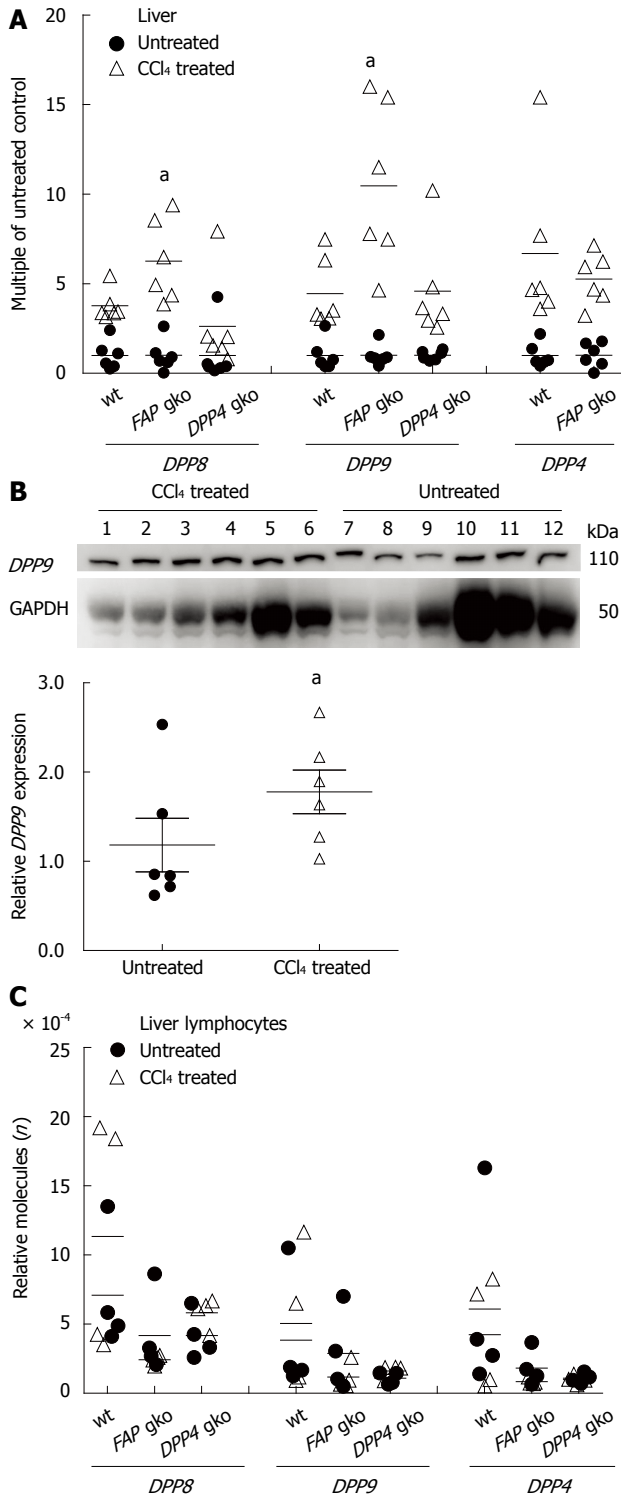 A
Liver
Untreated
CCl₄ treated
Multiple of untreated control
20
15
10
5
0
a
a
wt
FAP gko
DPP4 gko
wt
FAP gko
DPP4 gko
wt
FAP gko
DPP8
DPP9
DPP4
B
CCl₄ treated
Untreated
1 2 3 4 5 6 7 8 9 10 11 12 kDa
DPP9 110
GAPDH 50
Relative DPP9 expression
3.0
2.0
1.0
0.0
a
Untreated
CCl₄ treated
C
× 10⁻⁴
Liver lymphocytes
Untreated
CCl₄ treated
Relative molecules (n)
25
20
15
10
5
0
wt
FAP gko
DPP4 gko
wt
FAP gko
DPP4 gko
wt
FAP gko
DPP4 gko
DPP8
DPP9
DPP4